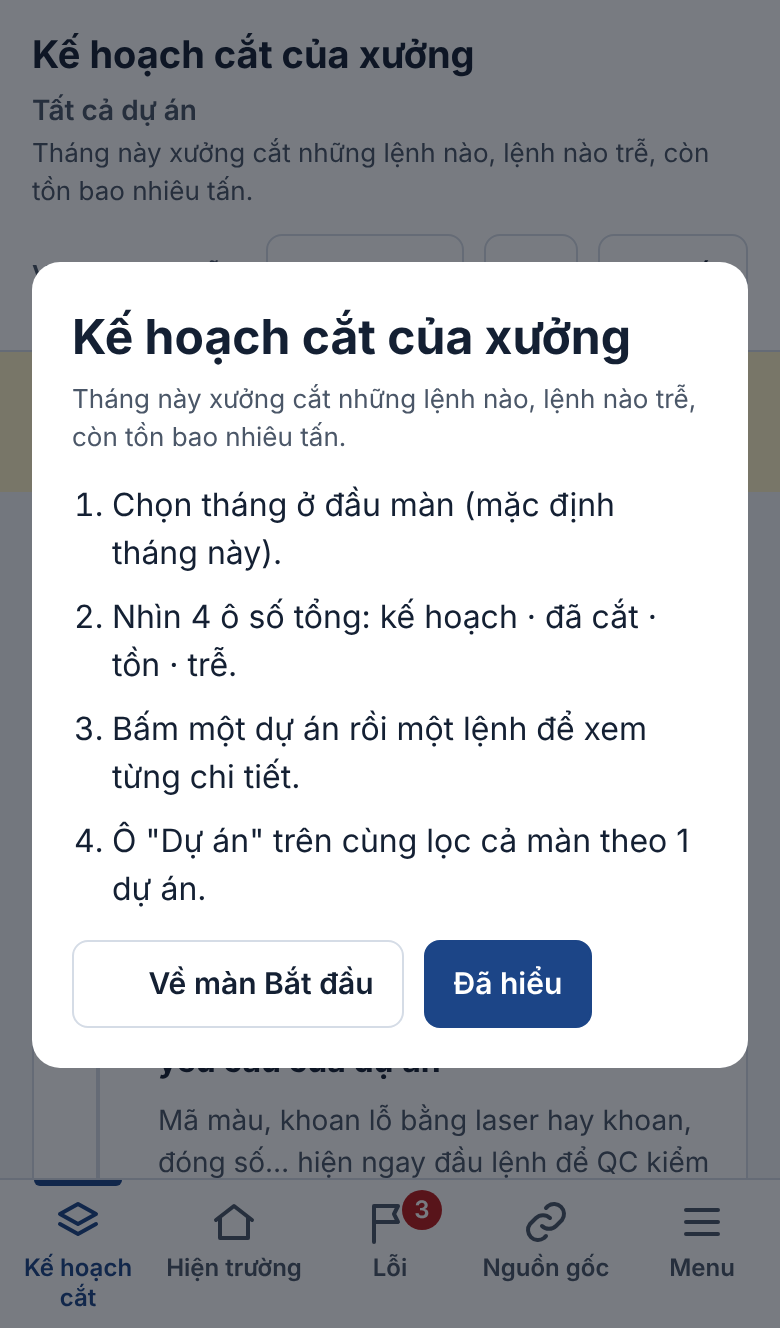 Kế hoạch cắt của xưởng
Tất cả dự án
Tháng này xưởng cắt những lệnh nào, lệnh nào trễ, còn
tồn bao nhiêu tấn.
Kế hoạch cắt của xưởng
Tháng này xưởng cắt những lệnh nào, lệnh nào trễ,
còn tồn bao nhiêu tấn.
1. Chọn tháng ở đầu màn (mặc định
tháng này).
2. Nhìn 4 ô số tổng: kế hoạch · đã cắt ·
tồn · trễ.
3. Bấm một dự án rồi một lệnh để xem
từng chi tiết.
4. Ô "Dự án" trên cùng lọc cả màn theo 1
dự án.
Về màn Bắt đầu
Đã hiểu
Mã màu, khoan lỗ bằng laser hay khoan,
đóng số... hiện ngay đầu lệnh để QC kiểm
3
Kế hoạch
cắt
Hiện trường
Lỗi
Nguồn gốc
Menu